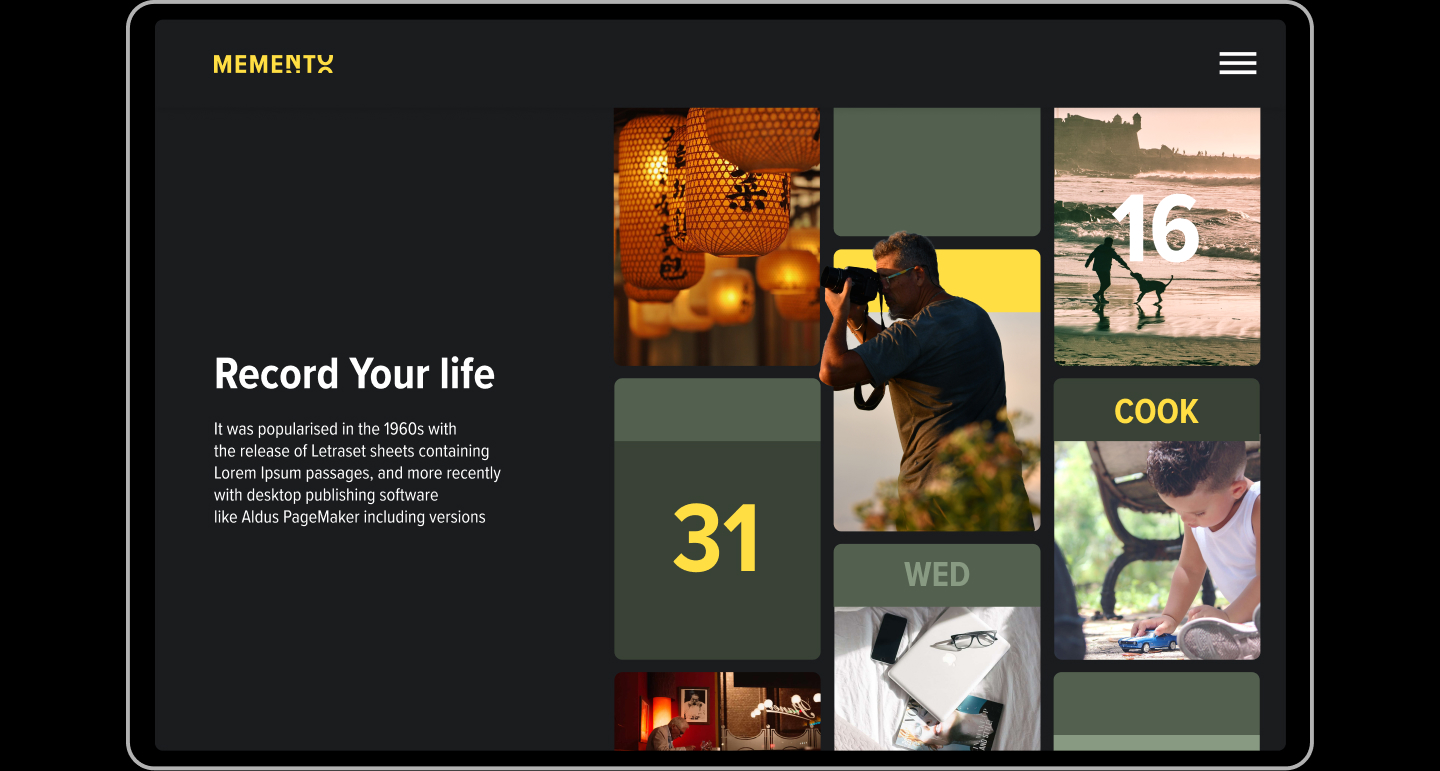 MEMENTO
Record Your life
It was popularised in the 1960s with
the release of Letraset sheets containing
Lorem Ipsum passages, and more recently
with desktop publishing software
like Aldus PageMaker including versions
菜
16
COOK
31
WED